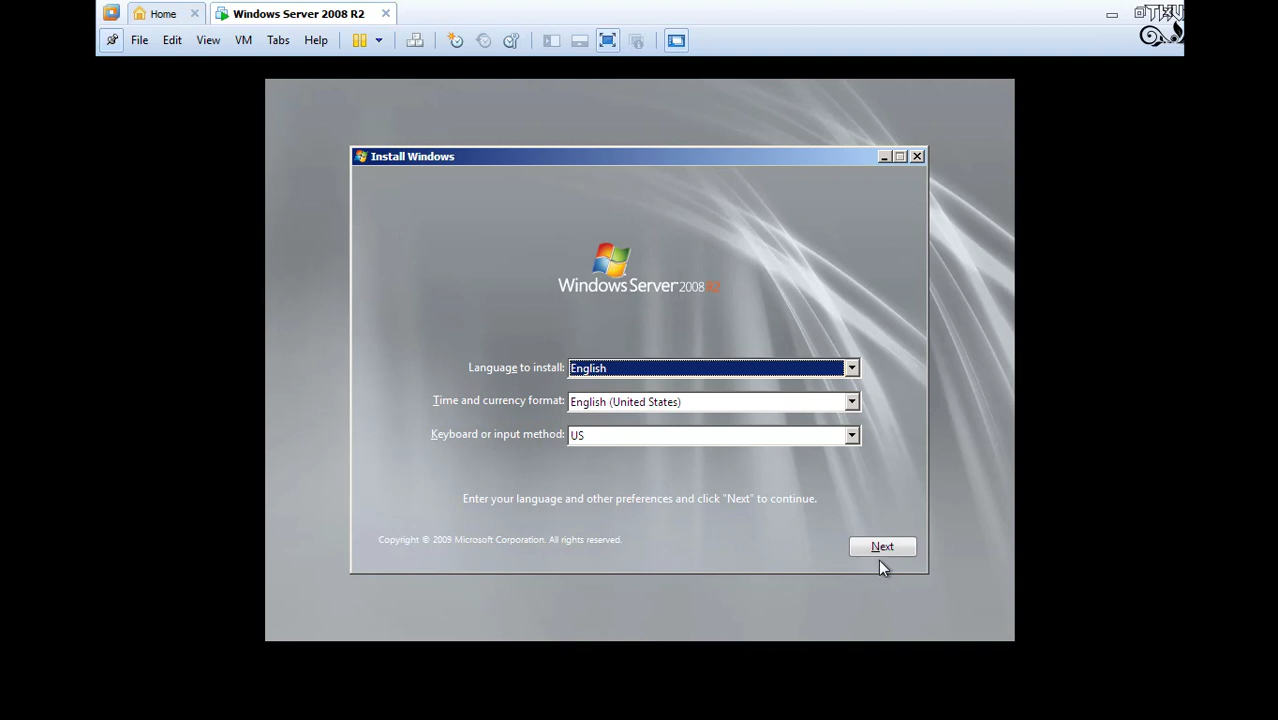 Home
Windows Server 2008 R2
File Edit View VM Tabs Help
Install Windows
Windows Server 2008 R2
Language to install: English
Time and currency format: English (United States)
Keyboard or input method: US
Enter your language and other preferences and click "Next" to continue.
Copyright © 2009 Microsoft Corporation. All rights reserved.
Next